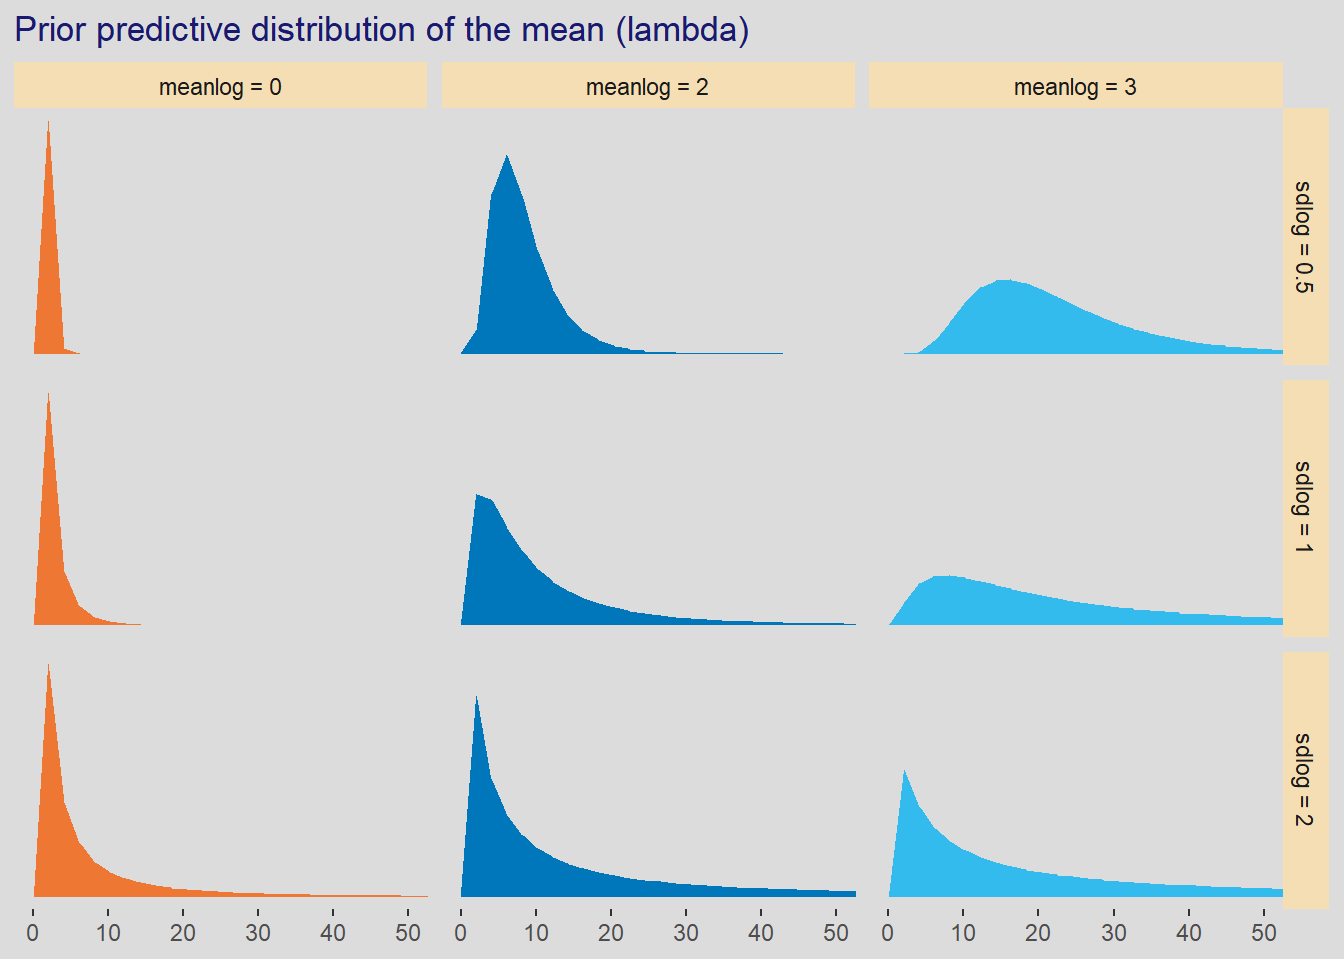 Prior predictive distribution of the mean (lambda)
meanlog = 0
meanlog = 2
meanlog = 3
sdlog = 0.5
sdlog = 1
sdlog = 2
0 10 20 30 40 50
0 10 20 30 40 50
0 10 20 30 40 50